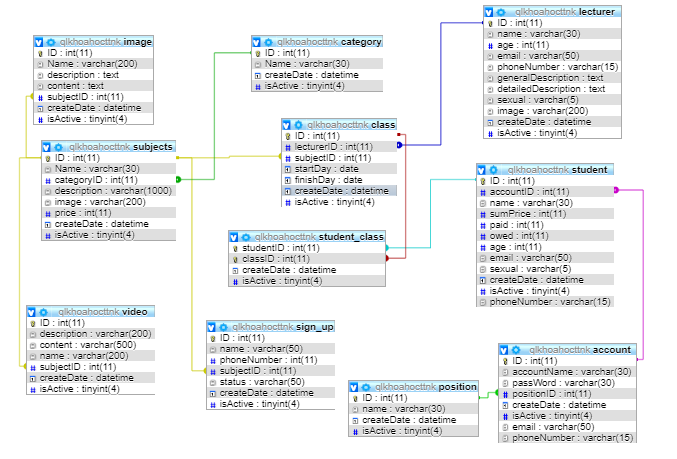 qlkhoahocttnk image
ID : int(11)
Name : varchar(200)
description : text
content : text
subjectID : int(11)
createDate : datetime
isActive : tinyint(4)
qlkhoahocttnk category
ID : int(11)
Name : varchar(30)
createDate : datetime
isActive : tinyint(4)
qlkhoahocttnk lecturer
ID : int(11)
name : varchar(30)
age : int(11)
email : varchar(50)
phoneNumber : varchar(15)
generalDescription : text
detailedDescription : text
sexual : varchar(5)
image : varchar(200)
createDate : datetime
isActive : tinyint(4)
qlkhoahocttnk subjects
ID : int(11)
Name : varchar(30)
categoryID : int(11)
description : varchar(1000)
image : varchar(200)
price : int(11)
createDate : datetime
isActive : tinyint(4)
qlkhoahocttnk class
ID : int(11)
lecturerID : int(11)
subjectID : int(11)
startDay : date
finishDay : date
createDate : datetime
isActive : tinyint(4)
qlkhoahocttnk student
ID : int(11)
accountID : int(11)
name : varchar(30)
sumPrice : int(11)
paid : int(11)
owed : int(11)
age : int(11)
email : varchar(50)
sexual : varchar(5)
createDate : datetime
isActive : tinyint(4)
phoneNumber : varchar(15)
qlkhoahocttnk student_class
studentID : int(11)
classID : int(11)
createDate : datetime
isActive : tinyint(4)
qlkhoahocttnk video
ID : int(11)
description : varchar(200)
content : varchar(500)
name : varchar(200)
subjectID : int(11)
createDate : datetime
isActive : tinyint(4)
qlkhoahocttnk sign_up
ID : int(11)
name : varchar(50)
phoneNumber : int(11)
subjectID : int(11)
status : varchar(50)
createDate : datetime
isActive : tinyint(4)
qlkhoahocttnk position
ID : int(11)
name : varchar(30)
createDate : datetime
isActive : tinyint(4)
qlkhoahocttnk account
ID : int(11)
accountName : varchar(30)
passWord : varchar(30)
positionID : int(11)
createDate : datetime
isActive : tinyint(4)
email : varchar(50)
phoneNumber : varchar(15)